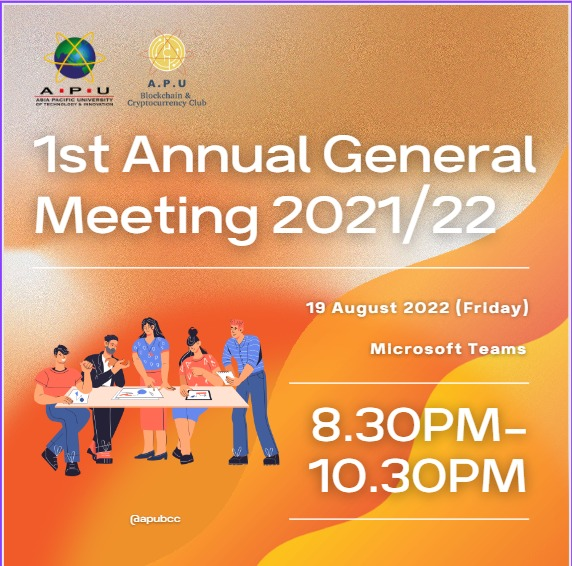 A·P·U
ASIA PACIFIC UNIVERSITY
OF TECHNOLOGY & INNOVATION
A.P.U
Blockchain &
Cryptocurrency Club
1st Annual General
Meeting 2021/22
19 August 2022 (Friday)
Microsoft Teams
8.30PM-
10.30PM
@apubcc